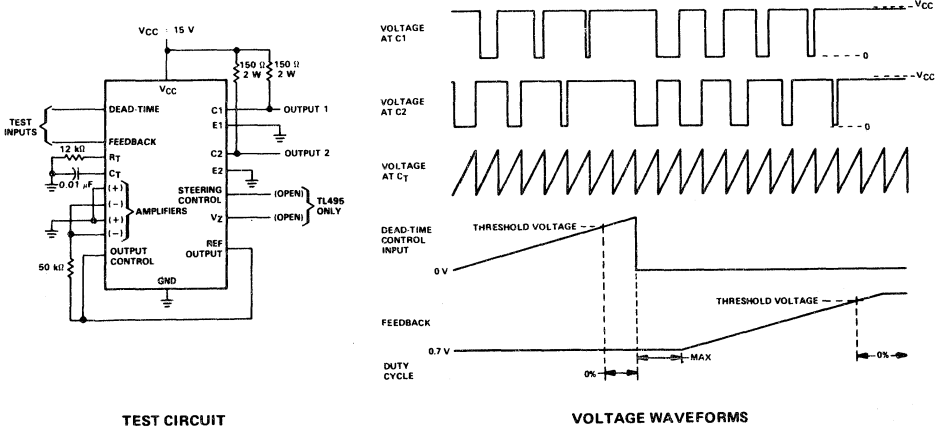 VCC = 15 V
150 Ω 2 W
150 Ω 2 W
VCC
DEAD-TIME
C1
OUTPUT 1
TEST INPUTS
E1
FEEDBACK
12 kΩ
RT
C2
OUTPUT 2
CT
0.01 μF
E2
(+)
(−)
(+)
(−)
AMPLIFIERS
STEERING CONTROL
(OPEN)
TL495 ONLY
VZ
(OPEN)
REF OUTPUT
OUTPUT CONTROL
50 kΩ
GND
TEST CIRCUIT
VOLTAGE AT C1
VCC
0
VOLTAGE AT C2
VCC
0
VOLTAGE AT CT
DEAD-TIME CONTROL INPUT
THRESHOLD VOLTAGE
0 V
THRESHOLD VOLTAGE
FEEDBACK
0.7 V
MAX
DUTY CYCLE
0%
0%
VOLTAGE WAVEFORMS